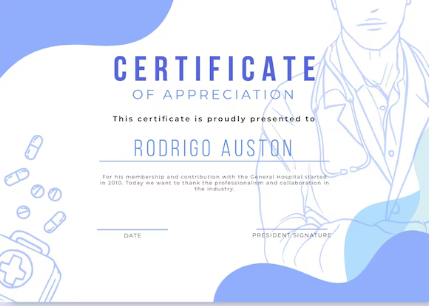 CERTIFICATE
OF APPRECIATION
This certificate is proudly presented to
RODRIGO AUSTON
For his membership and contribution with the General Hospital started
in 2010. Today we want to thank the professionalism and collaboration in
the industry.
DATE
PRESIDENT SIGNATURE